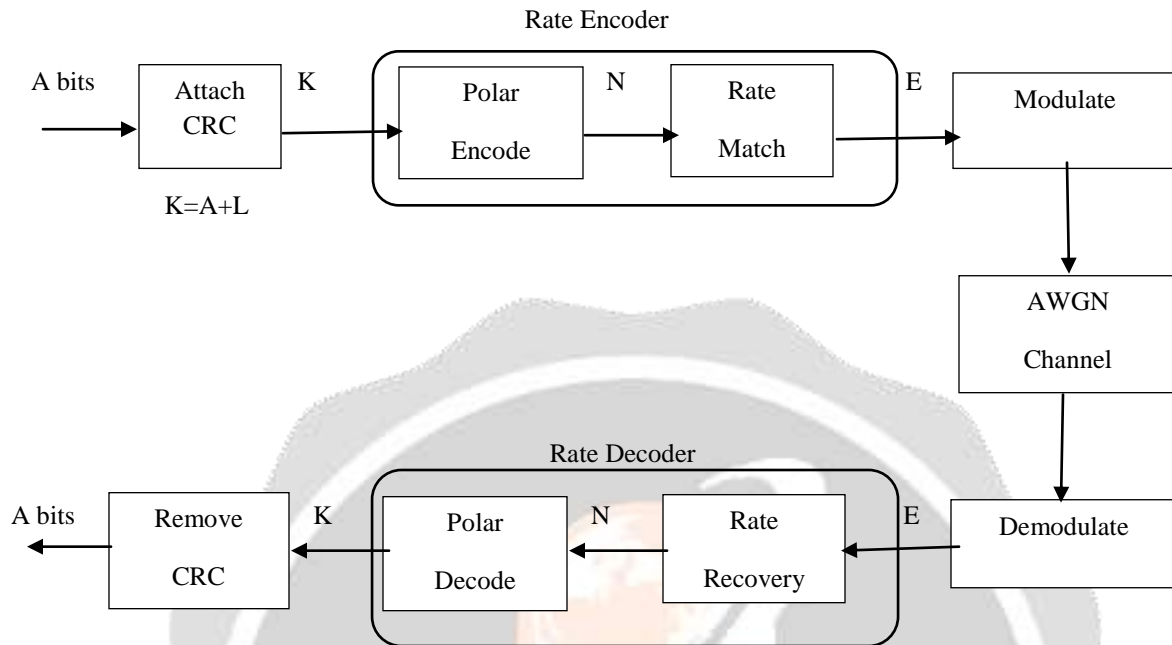 Rate Encoder
A bits
Attach
CRC
K
Polar
Encode
N
Rate
Match
E
Modulate
K=A+L
AWGN
Channel
Rate Decoder
A bits
Remove
CRC
K
Polar
Decode
N
Rate
Recovery
E
Demodulate